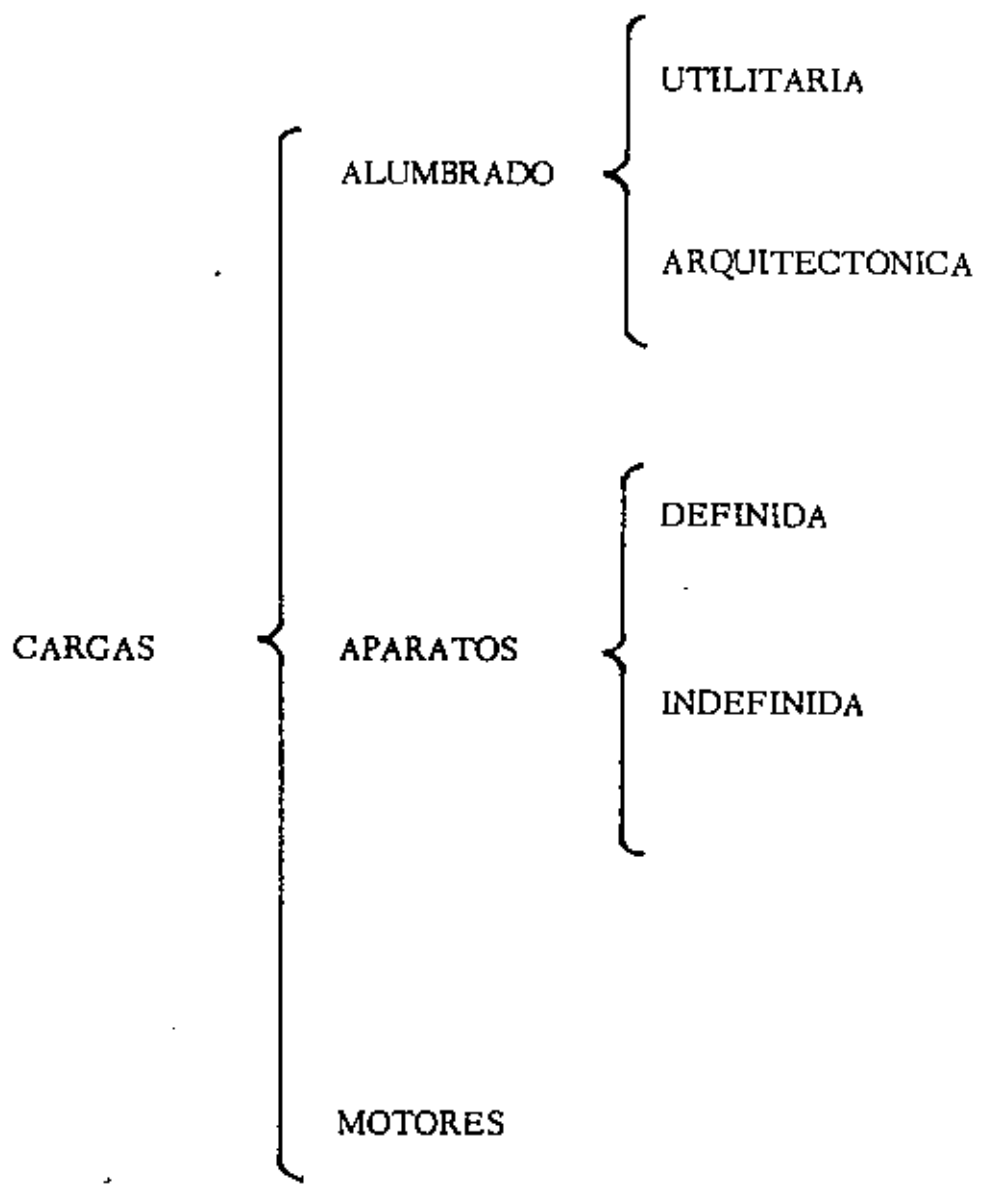 UTILITARIA
ALUMBRADO
ARQUITECTONICA
DEFINIDA
CARGAS
APARATOS
INDEFINIDA
MOTORES